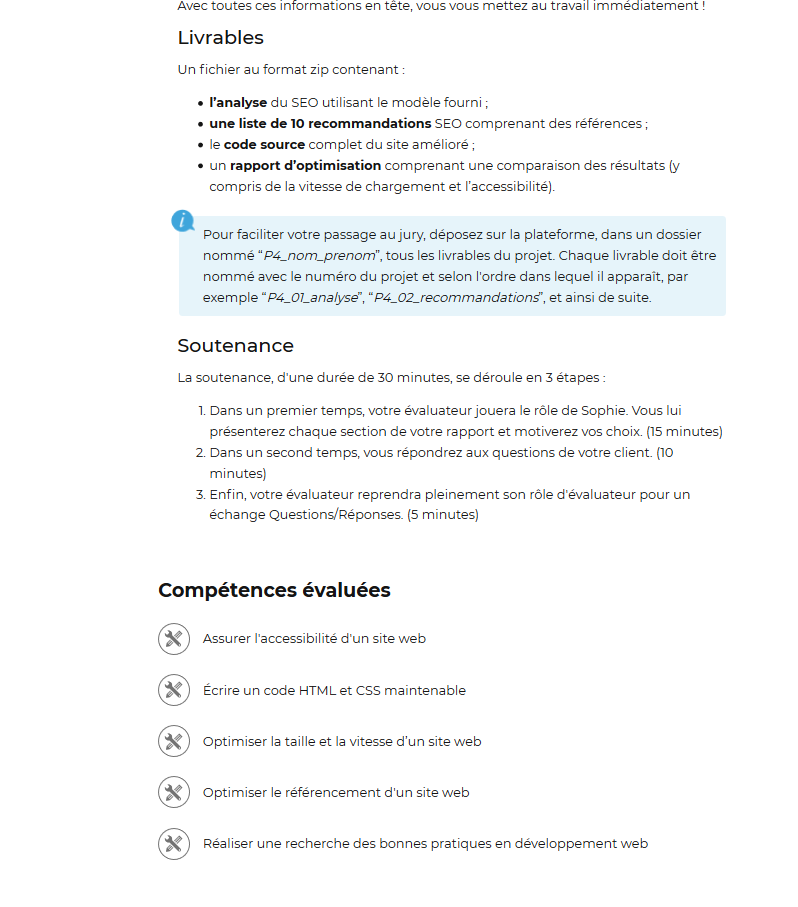 Avec toutes ces informations en tête, vous vous mettez au travail immédiatement !
Livrables
Un fichier au format zip contenant :
• l'analyse du SEO utilisant le modèle fourni ;
• une liste de 10 recommandations SEO comprenant des références ;
• le code source complet du site amélioré ;
• un rapport d'optimisation comprenant une comparaison des résultats (y
compris de la vitesse de chargement et l'accessibilité).
i
Pour faciliter votre passage au jury, déposez sur la plateforme, dans un dossier
nommé “P4_nom_prenom”, tous les livrables du projet. Chaque livrable doit être
nommé avec le numéro du projet et selon l'ordre dans lequel il apparaît, par
exemple “P4_01_analyse”, “P4_02_recommandations”, et ainsi de suite.
Soutenance
La soutenance, d'une durée de 30 minutes, se déroule en 3 étapes :
1. Dans un premier temps, votre évaluateur jouera le rôle de Sophie. Vous lui
présenterez chaque section de votre rapport et motiverez vos choix. (15 minutes)
2. Dans un second temps, vous répondrez aux questions de votre client. (10
minutes)
3. Enfin, votre évaluateur reprendra pleinement son rôle d'évaluateur pour un
échange Questions/Réponses. (5 minutes)
Compétences évaluées
Assurer l'accessibilité d'un site web
Écrire un code HTML et CSS maintenable
Optimiser la taille et la vitesse d’un site web
Optimiser le référencement d'un site web
Réaliser une recherche des bonnes pratiques en développement web